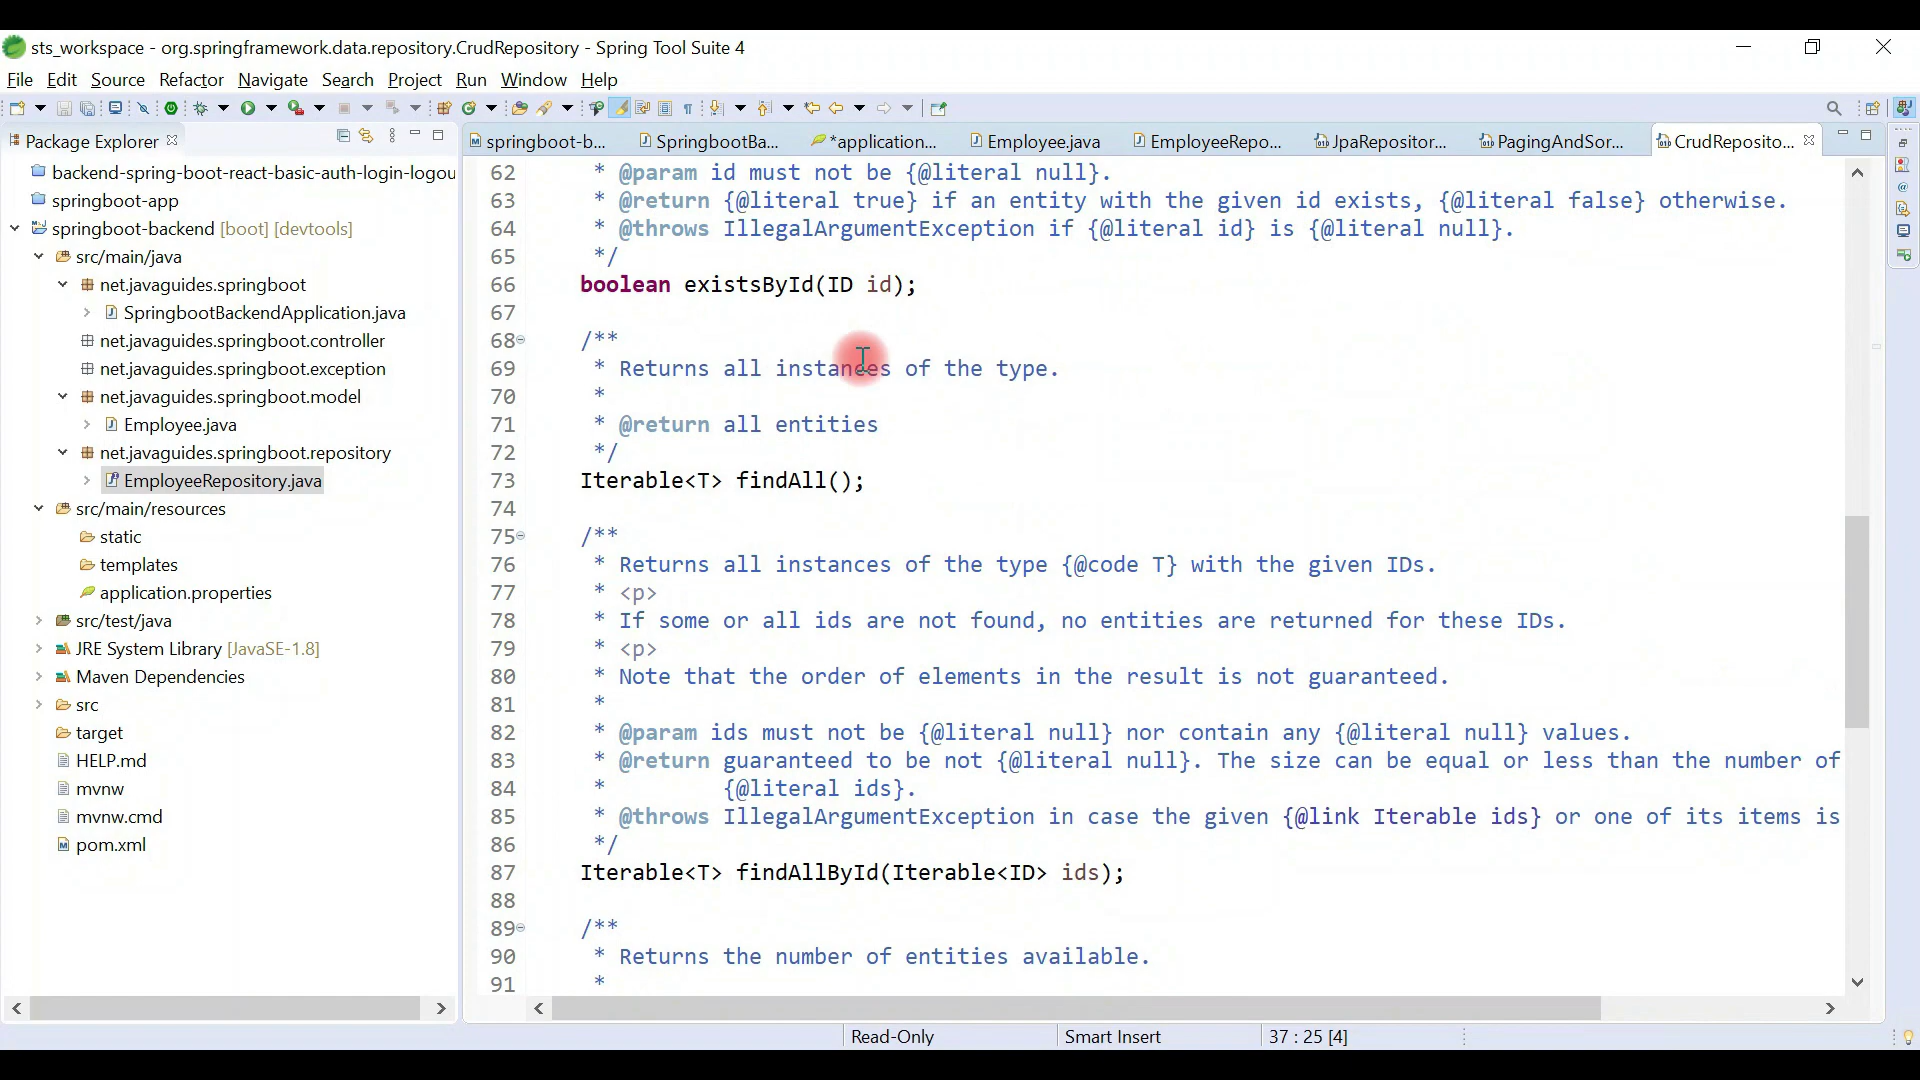 sts_workspace - org.springframework.data.repository.CrudRepository - Spring Tool Suite 4
File Edit Source Refactor Navigate Search Project Run Window Help
Package Explorer
springboot-b... SpringbootBa... *application... Employee.java EmployeeRepo... JpaRepositor... PagingAndSor... CrudReposito...
backend-spring-boot-react-basic-auth-login-logou
springboot-app
springboot-backend [boot] [devtools]
src/main/java
net.javaguides.springboot
SpringbootBackendApplication.java
net.javaguides.springboot.controller
net.javaguides.springboot.exception
net.javaguides.springboot.model
Employee.java
net.javaguides.springboot.repository
EmployeeRepository.java
src/main/resources
static
templates
application.properties
src/test/java
JRE System Library [JavaSE-1.8]
Maven Dependencies
src
target
HELP.md
mvnw
mvnw.cmd
pom.xml
62 * @param id must not be {@literal null}.
63 * @return {@literal true} if an entity with the given id exists, {@literal false} otherwise.
64 * @throws IllegalArgumentException if {@literal id} is {@literal null}.
65 */
66 boolean existsById(ID id);
67
68 /**
69 * Returns all instances of the type.
70 *
71 * @return all entities
72 */
73 Iterable<T> findAll();
74
75 /**
76 * Returns all instances of the type {@code T} with the given IDs.
77 * <p>
78 * If some or all ids are not found, no entities are returned for these IDs.
79 * <p>
80 * Note that the order of elements in the result is not guaranteed.
81 *
82 * @param ids must not be {@literal null} nor contain any {@literal null} values.
83 * @return guaranteed to be not {@literal null}. The size can be equal or less than the number of
84 * {@literal ids}.
85 * @throws IllegalArgumentException in case the given {@link Iterable ids} or one of its items is
86 */
87 Iterable<T> findAllById(Iterable<ID> ids);
88
89 /**
90 * Returns the number of entities available.
91 *
Read-Only Smart Insert 37 : 25 [4]